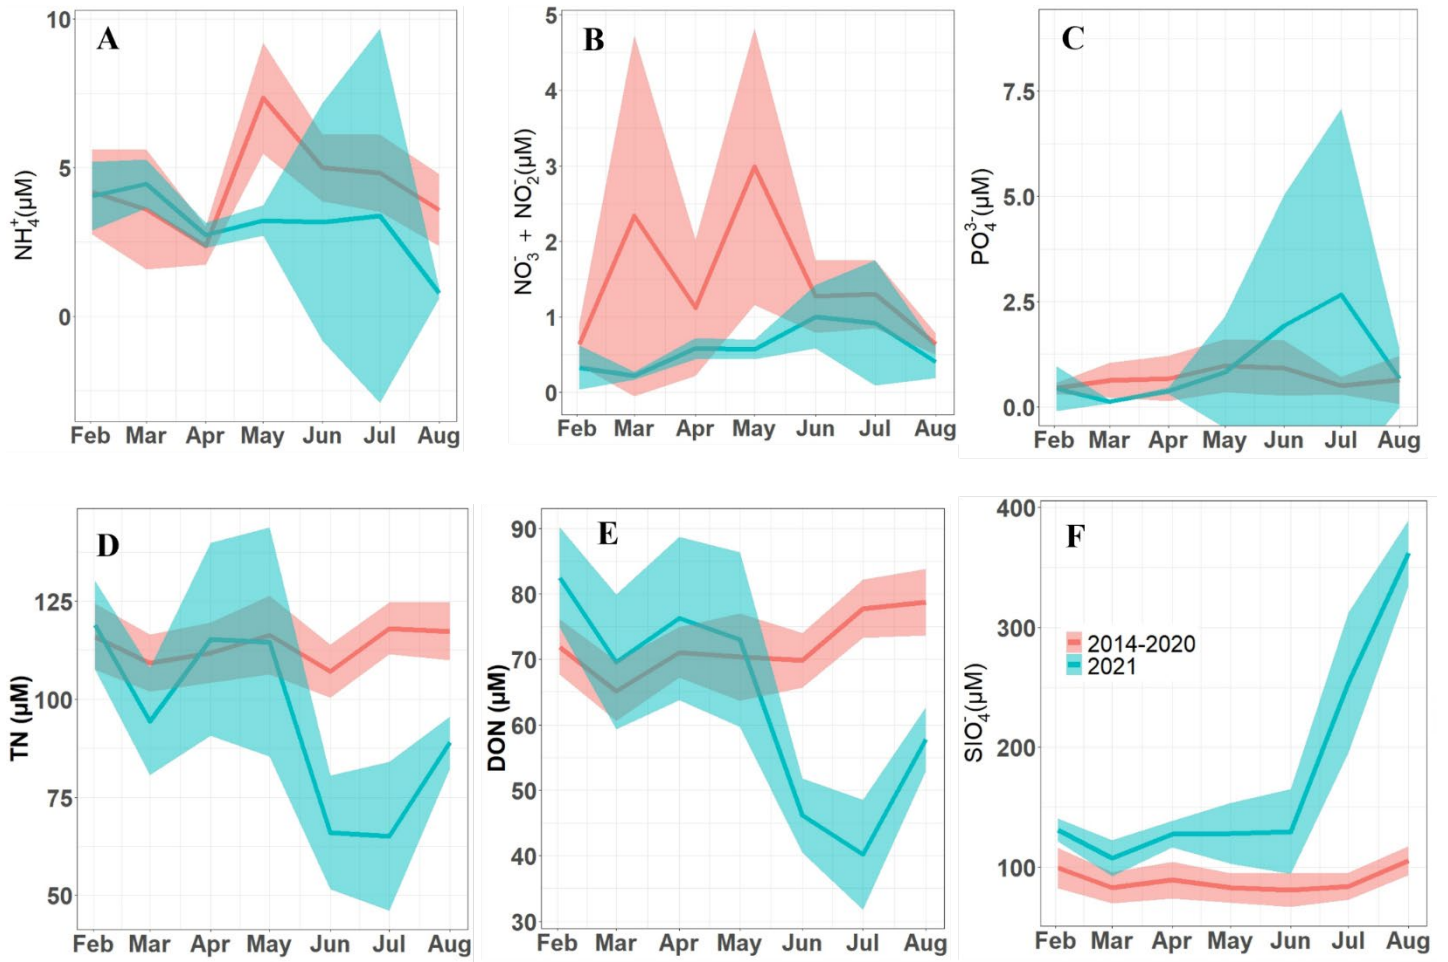 A
NH₄⁺(µM)
10
5
0
Feb Mar Apr May Jun Jul Aug
B
NO₃⁻ + NO₂⁻(µM)
5
4
3
2
1
0
Feb Mar Apr May Jun Jul Aug
C
PO₄³⁻(µM)
7.5
5.0
2.5
0.0
Feb Mar Apr May Jun Jul Aug
D
TN (µM)
125
100
75
50
Feb Mar Apr May Jun Jul Aug
E
DON (µM)
90
80
70
60
50
40
30
Feb Mar Apr May Jun Jul Aug
F
SIO₄⁻(µM)
400
300
200
100
2014-2020
2021
Feb Mar Apr May Jun Jul Aug